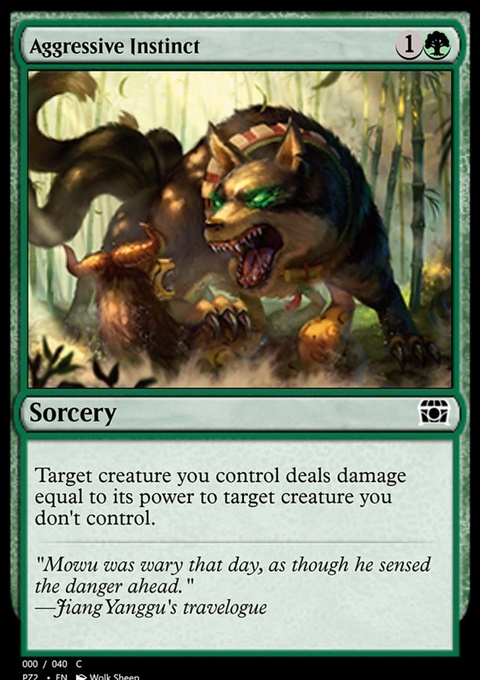 Aggressive Instinct
1
Sorcery
Target creature you control deals damage
equal to its power to target creature you
don't control.
"Mowu was wary that day, as though he sensed
the danger ahead."
—Jiang Yanggu's travelogue
000 / 040 C
PZ2 • EN Walk Sheep